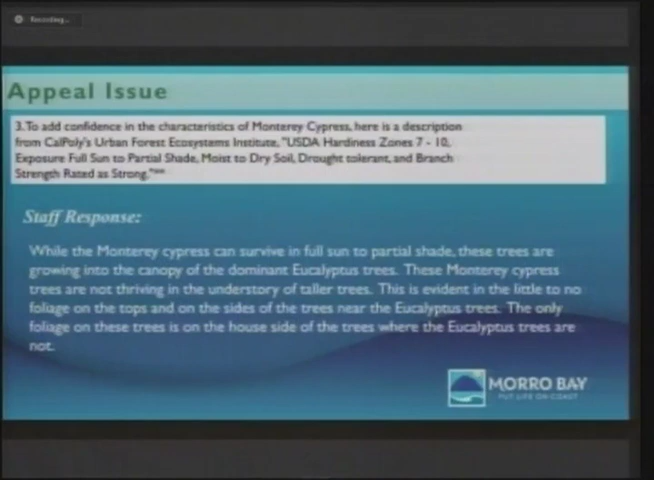 Recording...
Appeal Issue
3.To add confidence in the characteristics of Monterey Cypress, here is a description
from CalPoly's Urban Forest Ecosystems Institute, "USDA Hardiness Zones 7 - 10,
Exposure Full Sun to Partial Shade, Moist to Dry Soil, Drought tolerant, and Branch
Strength Rated as Strong."
Staff Response:
While the Monterey cypress can survive in full sun to partial shade, these trees are
growing into the canopy of the dominant Eucalyptus trees. These Monterey cypress
trees are not thriving in the understory of taller trees. This is evident in the little to no
foliage on the tops and on the sides of the trees near the Eucalyptus trees. The only
foliage on these trees is on the house side of the trees where the Eucalyptus trees are
not.
MORRO BAY
PUT LIFE ON COAST